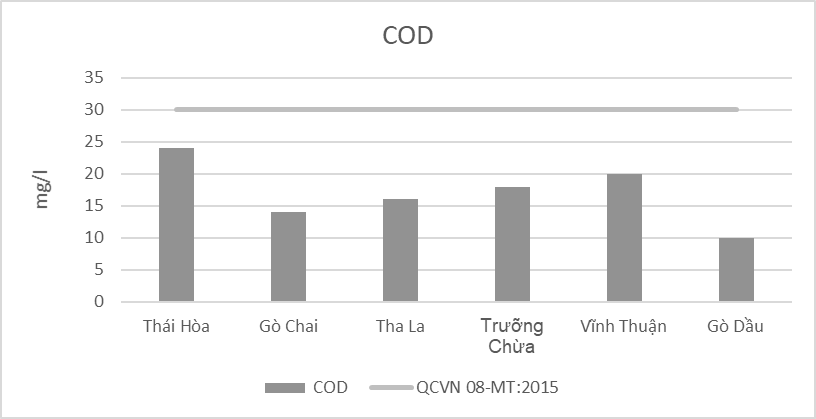 COD
mg/l
35
30
25
20
15
10
5
0
Thái Hòa Gò Chai Tha La Trưỡng Chừa Vĩnh Thuận Gò Dầu
COD QCVN 08-MT:2015